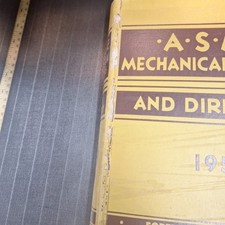 ·A·S·
MECHANICAL
AND DIR
19